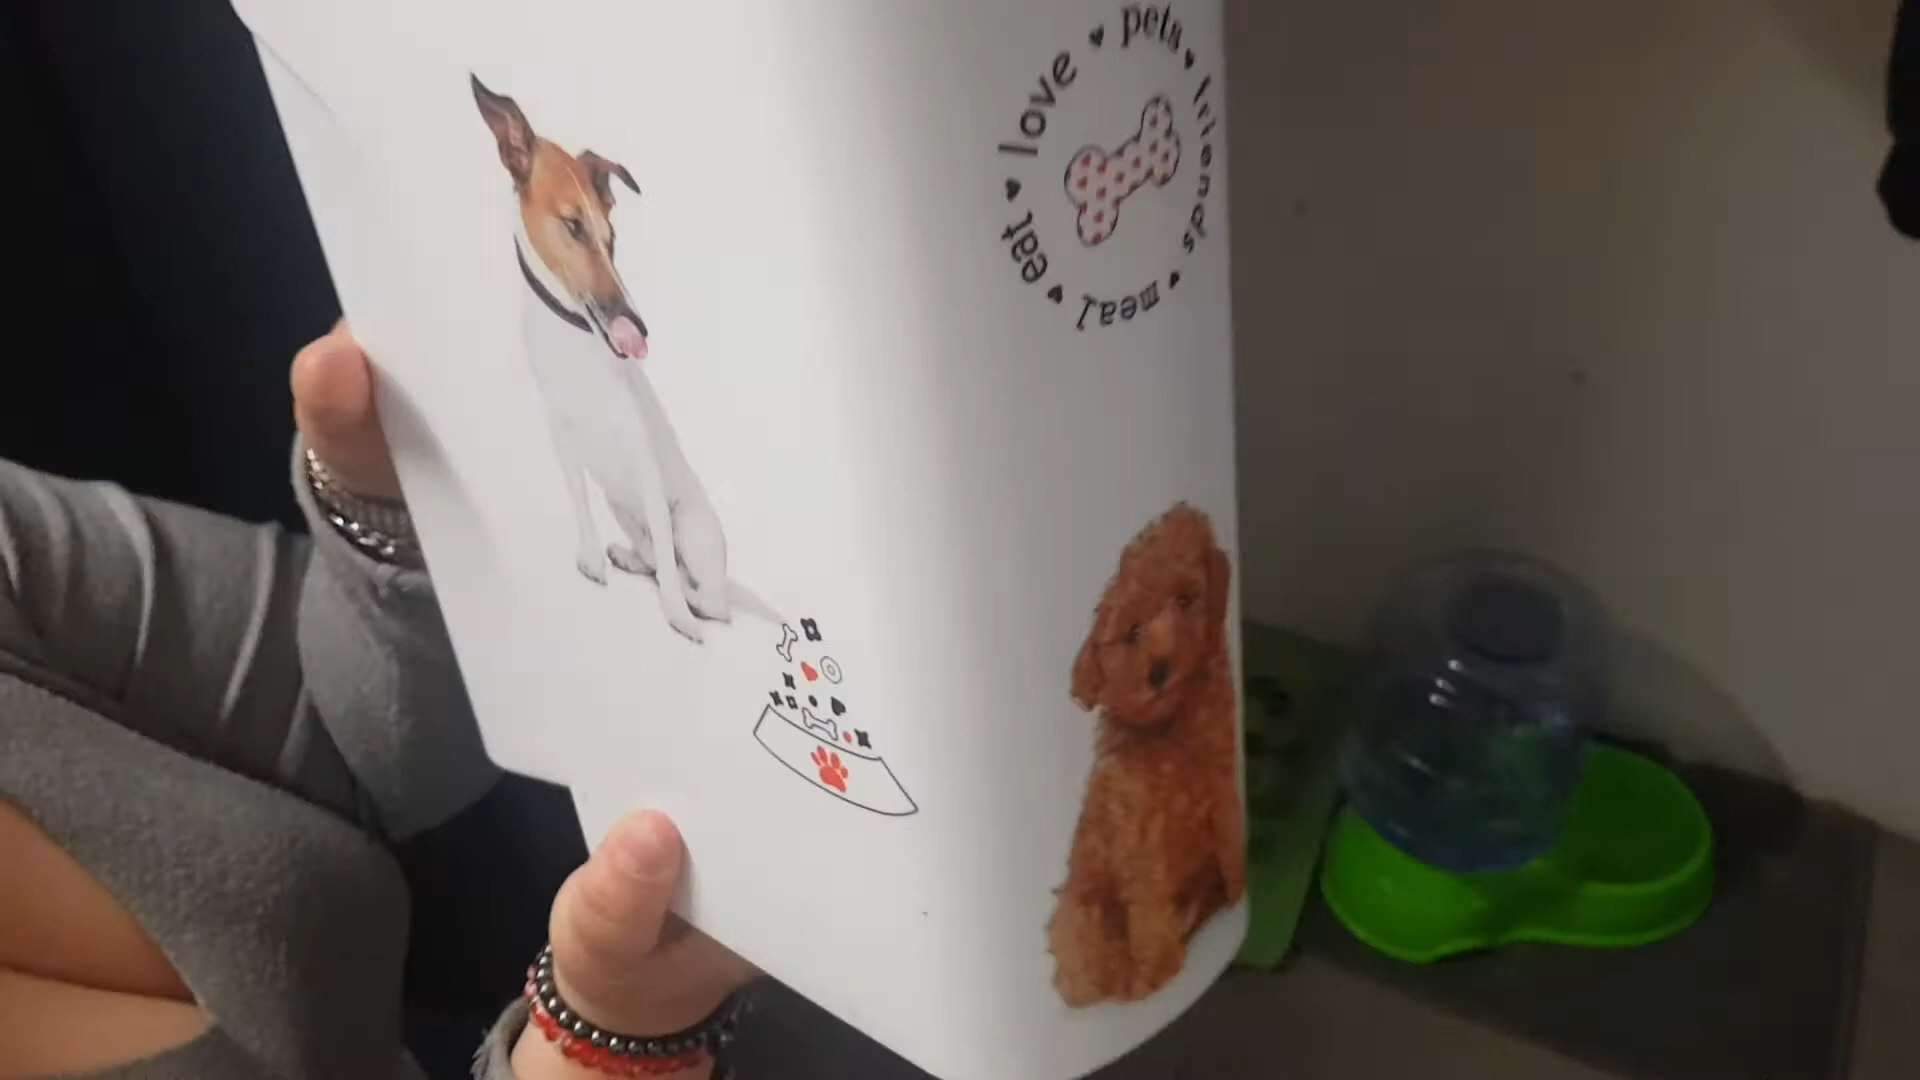 love ♥ pets ♥ friends ♥ meal ♥ eat ♥